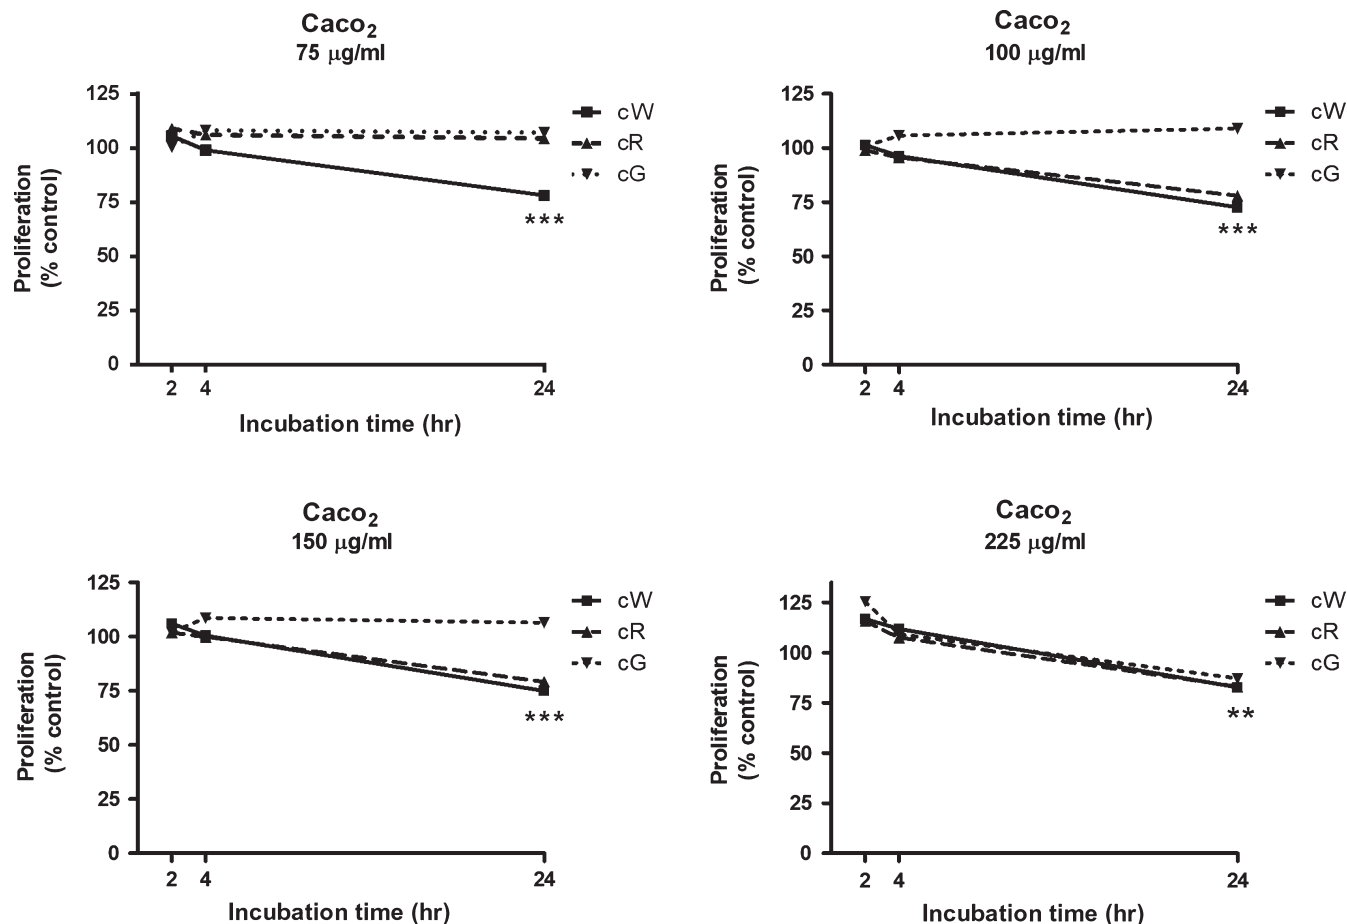 Caco2
75 μg/ml
125
100
75
50
25
0
Proliferation
(% control)
2 4 24
Incubation time (hr)
cW
cR
cG
***
Caco2
100 μg/ml
125
100
75
50
25
0
Proliferation
(% control)
2 4 24
Incubation time (hr)
cW
cR
cG
***
Caco2
150 μg/ml
125
100
75
50
25
0
Proliferation
(% control)
2 4 24
Incubation time (hr)
cW
cR
cG
***
Caco2
225 μg/ml
125
100
75
50
25
0
Proliferation
(% control)
2 4 24
Incubation time (hr)
cW
cR
cG
**